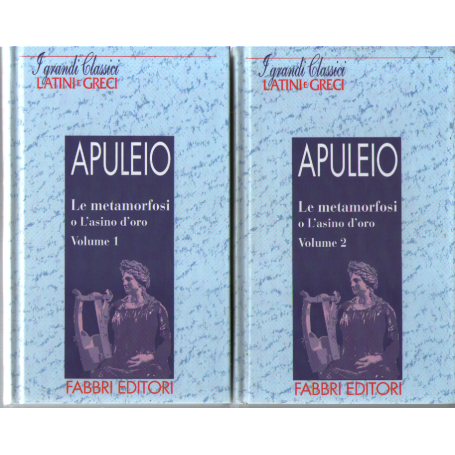 I grandi Classici
LATINI E GRECI
APULEIO
Le metamorfosi
o L'asino d'oro
Volume 1
FABBRI EDITORI
I grandi Classici
LATINI E GRECI
APULEIO
Le metamorfosi
o L'asino d'oro
Volume 2
FABBRI EDITORI